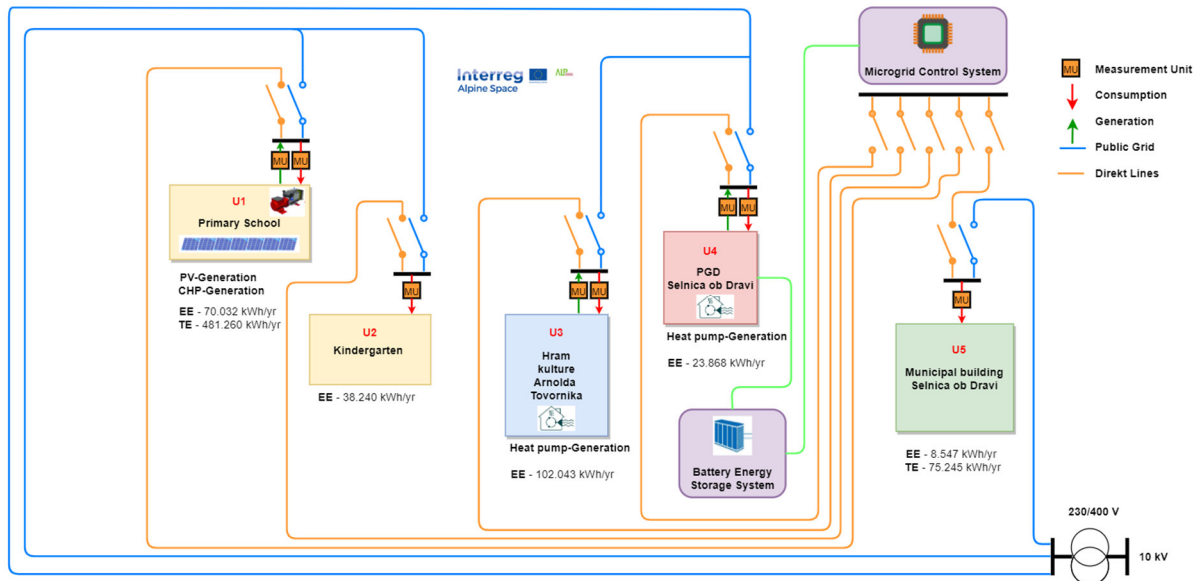 Interreg
Alpine Space
Microgrid Control System
MU
Measurement Unit
Consumption
Generation
Public Grid
Direkt Lines
MU
MU
U1
Primary School
PV-Generation
CHP-Generation
EE - 70.032 kWh/yr
TE - 481.260 kWh/yr
MU
U2
Kindergarten
EE - 38.240 kWh/yr
MU
MU
U3
Hram
kulture
Arnolda
Tovornika
Heat pump-Generation
EE - 102.043 kWh/yr
MU
MU
U4
PGD
Selnica ob Dravi
Heat pump-Generation
EE - 23.868 kWh/yr
Battery Energy
Storage System
MU
U5
Municipal building
Selnica ob Dravi
EE - 8.547 kWh/yr
TE - 75.245 kWh/yr
230/400 V
10 kV